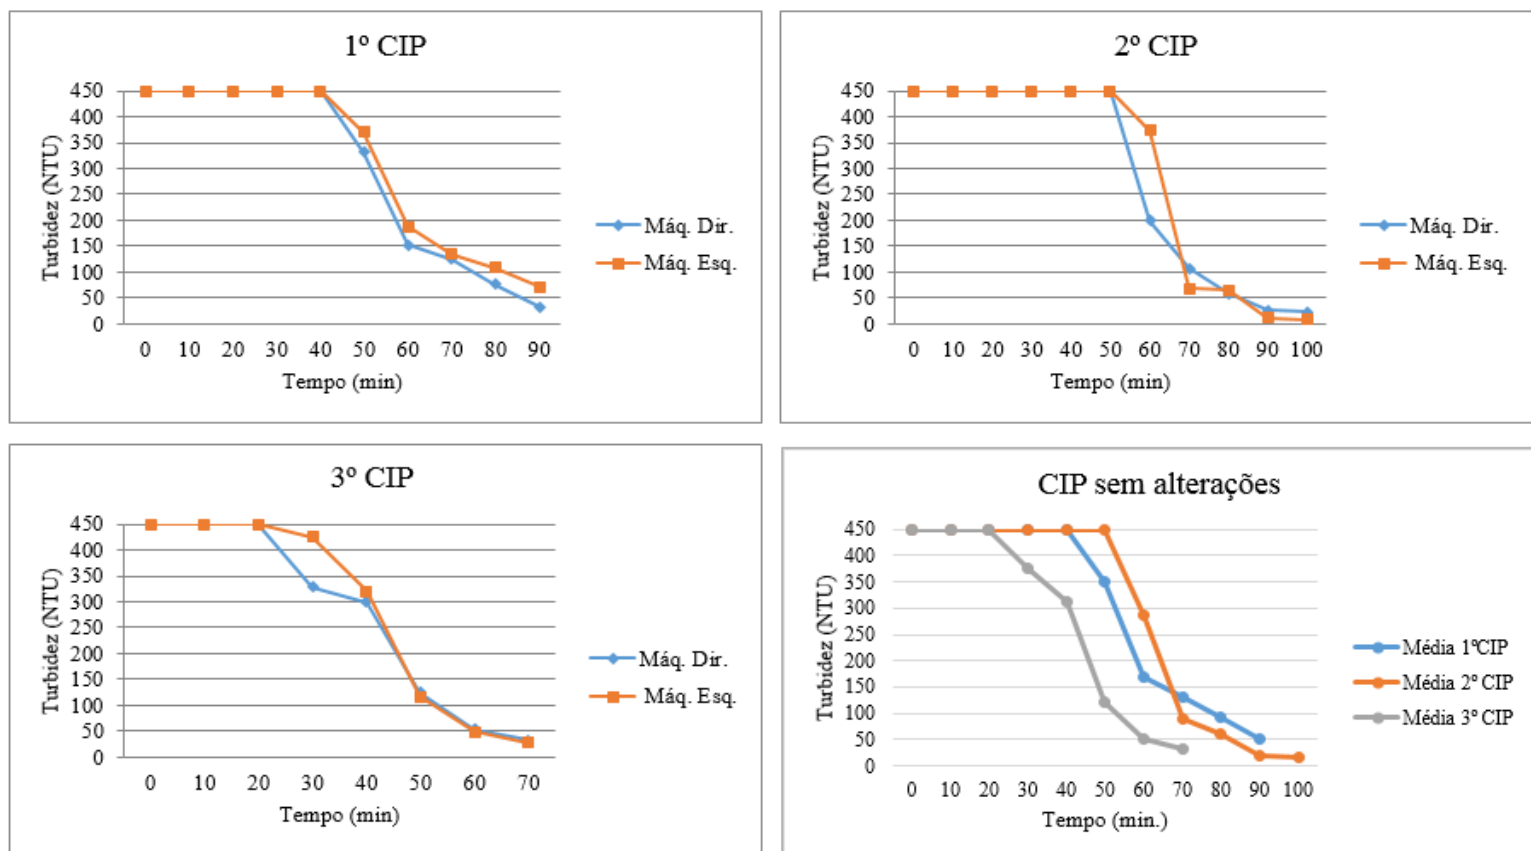 1º CIP
450
400
350
300
250
200
150
100
50
0
Turbidez (NTU)
0 10 20 30 40 50 60 70 80 90
Tempo (min)
Máq. Dir.
Máq. Esq.
2º CIP
450
400
350
300
250
200
150
100
50
0
Turbidez (NTU)
0 10 20 30 40 50 60 70 80 90 100
Tempo (min)
Máq. Dir.
Máq. Esq.
3º CIP
450
400
350
300
250
200
150
100
50
0
Turbidez (NTU)
0 10 20 30 40 50 60 70
Tempo (min)
Máq. Dir.
Máq. Esq.
CIP sem alterações
450
400
350
300
250
200
150
100
50
0
Turbidez (NTU)
0 10 20 30 40 50 60 70 80 90 100
Tempo (min.)
Média 1ºCIP
Média 2º CIP
Média 3º CIP